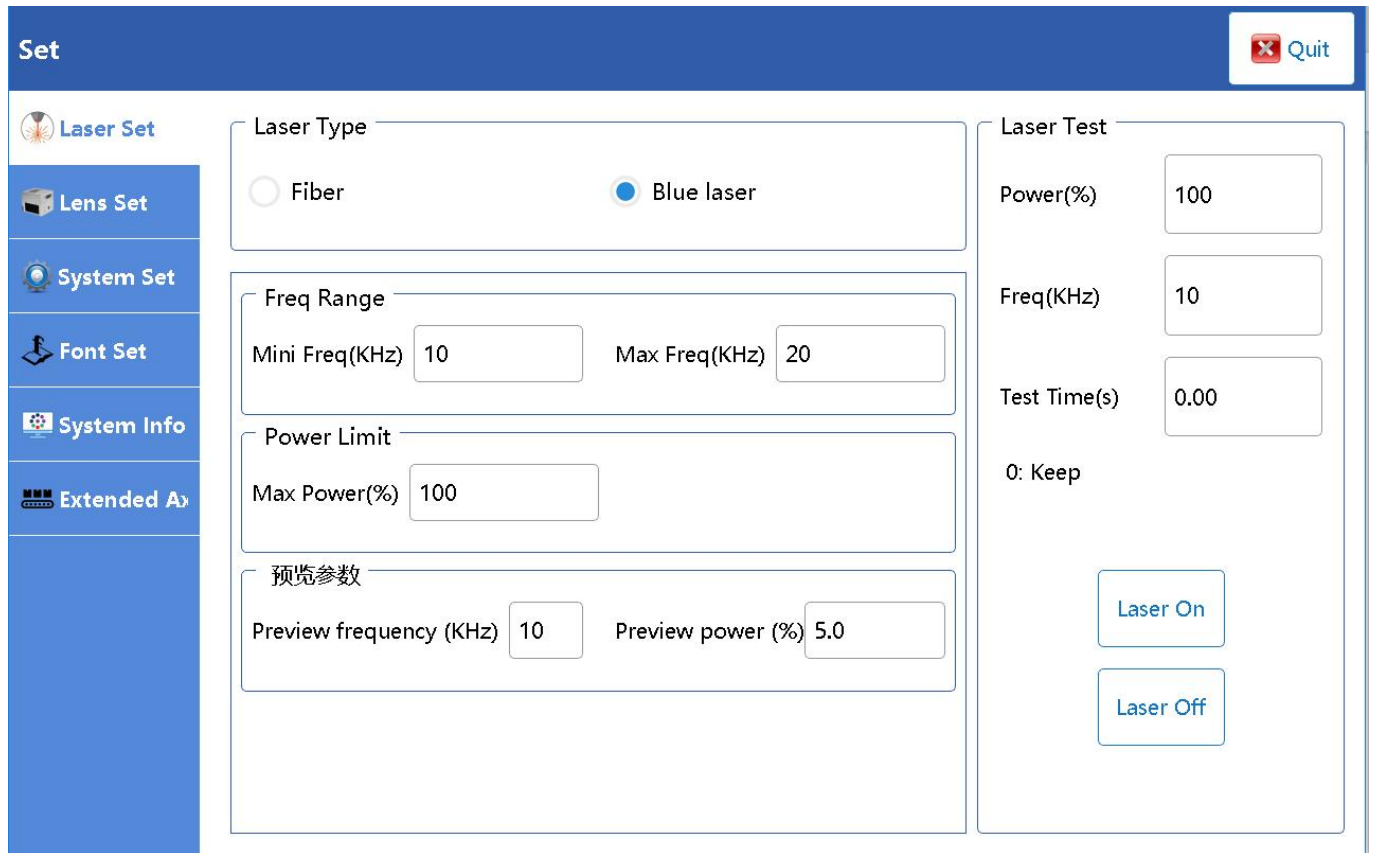 Set
Quit
Laser Set
Lens Set
System Set
Font Set
System Info
Extended Ax
Laser Type
Fiber
Blue laser
Freq Range
Mini Freq(KHz) 10
Max Freq(KHz) 20
Power Limit
Max Power(%) 100
预览参数
Preview frequency (KHz) 10
Preview power (%) 5.0
Laser Test
Power(%) 100
Freq(KHz) 10
Test Time(s) 0.00
0: Keep
Laser On
Laser Off